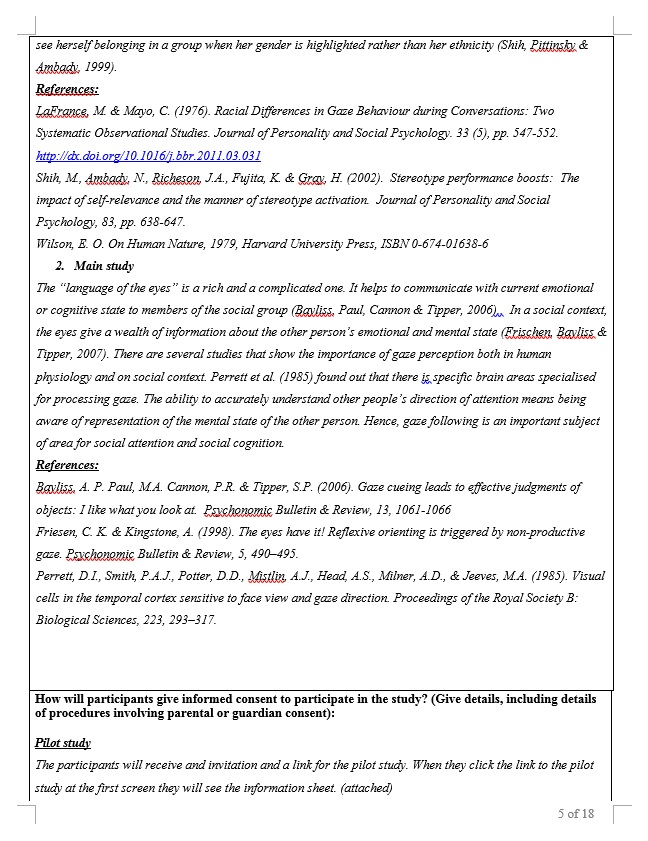 see herself belonging in a group when her gender is highlighted rather than her ethnicity (Shih, Pittinsky &
Ambady, 1999).
References:
LaFrance, M. & Mayo, C. (1976). Racial Differences in Gaze Behaviour during Conversations: Two
Systematic Observational Studies. Journal of Personality and Social Psychology. 33 (5), pp. 547-552.
http://dx.doi.org/10.1016/j.bbr.2011.03.031
Shih, M., Ambady, N., Richeson, J.A., Fujita, K. & Gray, H. (2002). Stereotype performance boosts: The
impact of self-relevance and the manner of stereotype activation. Journal of Personality and Social
Psychology, 83, pp. 638-647.
Wilson, E. O. On Human Nature, 1979, Harvard University Press, ISBN 0-674-01638-6
2. Main study
The “language of the eyes” is a rich and a complicated one. It helps to communicate with current emotional
or cognitive state to members of the social group (Bayliss, Paul, Cannon & Tipper, 2006).. In a social context,
the eyes give a wealth of information about the other person’s emotional and mental state (Frischen, Bayliss &
Tipper, 2007). There are several studies that show the importance of gaze perception both in human
physiology and on social context. Perrett et al. (1985) found out that there is specific brain areas specialised
for processing gaze. The ability to accurately understand other people’s direction of attention means being
aware of representation of the mental state of the other person. Hence, gaze following is an important subject
of area for social attention and social cognition.
References:
Bayliss, A. P. Paul, M.A. Cannon, P.R. & Tipper, S.P. (2006). Gaze cueing leads to effective judgments of
objects: I like what you look at. Psychonomic Bulletin & Review, 13, 1061-1066
Friesen, C. K. & Kingstone, A. (1998). The eyes have it! Reflexive orienting is triggered by non-productive
gaze. Psychonomic Bulletin & Review, 5, 490–495.
Perrett, D.I., Smith, P.A.J., Potter, D.D., Mistlin, A.J., Head, A.S., Milner, A.D., & Jeeves, M.A. (1985). Visual
cells in the temporal cortex sensitive to face view and gaze direction. Proceedings of the Royal Society B:
Biological Sciences, 223, 293–317.
How will participants give informed consent to participate in the study? (Give details, including details
of procedures involving parental or guardian consent):
Pilot study
The participants will receive and invitation and a link for the pilot study. When they click the link to the pilot
study at the first screen they will see the information sheet. (attached)
5 of 18